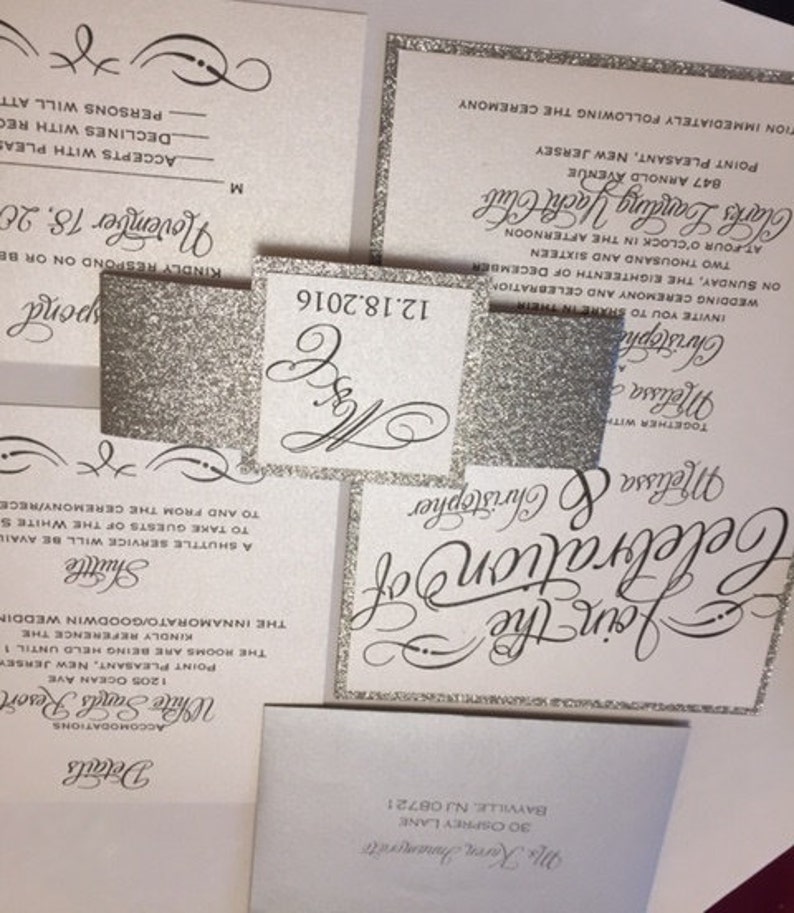 Ms. Karen Innamorato
30 OSPREY LANE
BAYVILLE, NJ 08721
Join the
Celebration of
Melissa & Christopher
TOGETHER WITH
Melissa
Christophe
INVITE YOU TO SHARE IN THEIR
WEDDING CEREMONY AND CELEBRATION
ON SUNDAY, THE EIGHTEENTH OF DECEMBER
TWO THOUSAND AND SIXTEEN
AT FOUR O'CLOCK IN THE AFTERNOON
Clarks Landing Yacht Club
847 ARNOLD AVENUE
POINT PLEASANT, NEW JERSEY
TION IMMEDIATELY FOLLOWING THE CEREMONY
M & C
12.18.2016
Details
ACCOMODATIONS
White Sands Resort
1205 OCEAN AVE
POINT PLEASANT, NEW JERSEY
THE ROOMS ARE BEING HELD UNTIL 1
KINDLY REFERENCE THE
THE INNAMORATO/GOODWIN WEDDIN
Shuttle
A SHUTTLE SERVICE WILL BE AVAI
TO TAKE GUESTS OF THE WHITE S
TO AND FROM THE CEREMONY/RECE
spond
KINDLY RESPOND ON OR BE
November 18, 20
M
ACCEPTS WITH PLEAS
DECLINES WITH REG
PERSONS WILL ATT